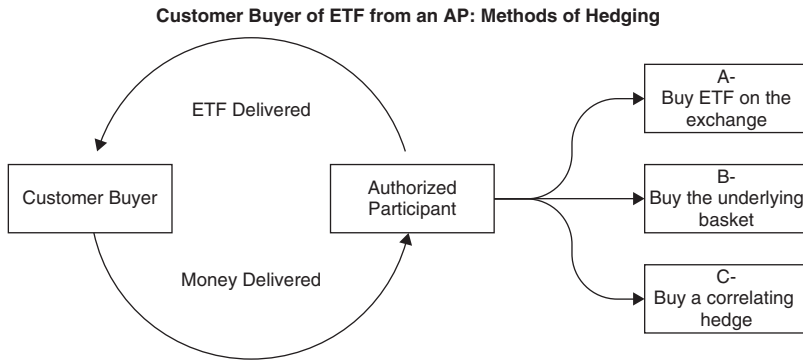 Customer Buyer of ETF from an AP: Methods of Hedging
ETF Delivered
Customer Buyer
Authorized
Participant
Money Delivered
A-
Buy ETF on the
exchange
B-
Buy the underlying
basket
C-
Buy a correlating
hedge